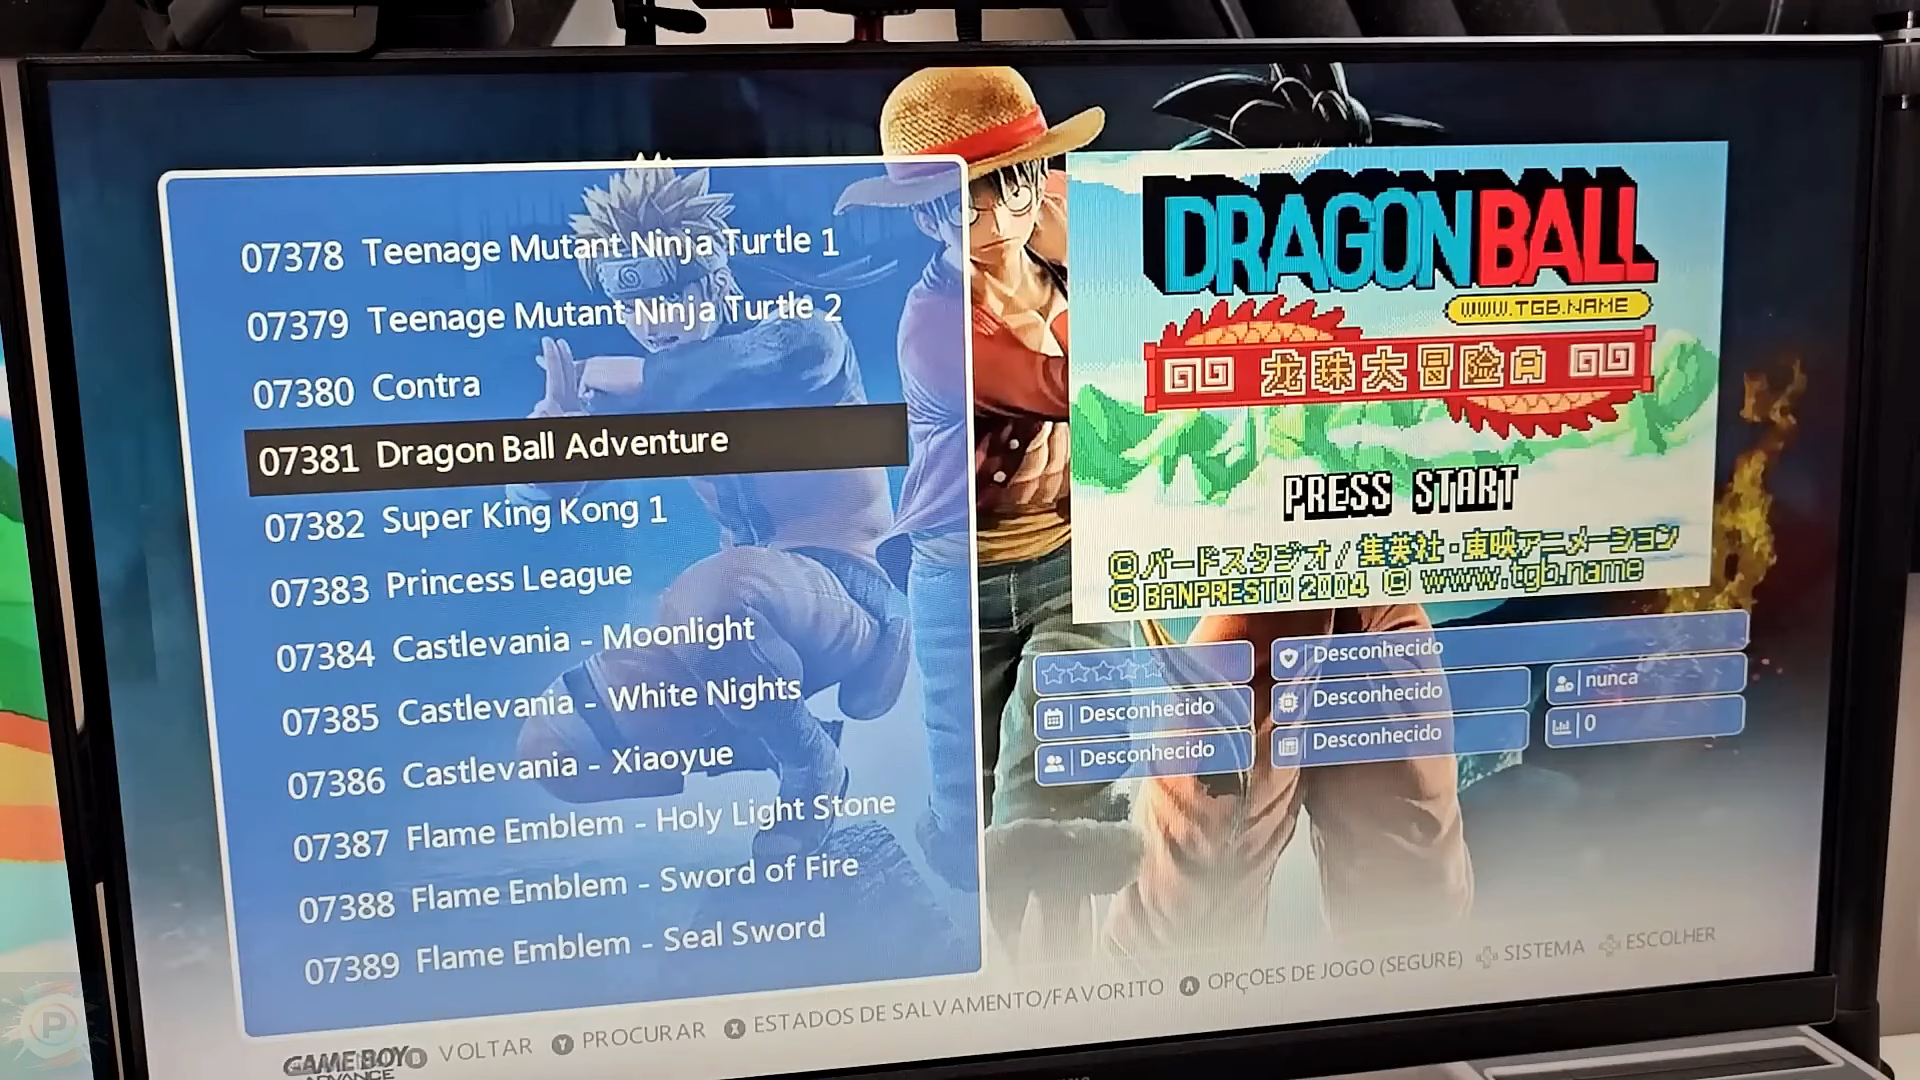 07378 Teenage Mutant Ninja Turtle 1
07379 Teenage Mutant Ninja Turtle 2
07380 Contra
07381 Dragon Ball Adventure
07382 Super King Kong 1
07383 Princess League
07384 Castlevania - Moonlight
07385 Castlevania - White Nights
07386 Castlevania - Xiaoyue
07387 Flame Emblem - Holy Light Stone
07388 Flame Emblem - Sword of Fire
07389 Flame Emblem - Seal Sword
DRAGON BALL
WWW.TGB.NAME
龙珠大冒险A
PRESS START
©バードスタジオ/集英社・東映アニメーション
© BANPRESTO 2004 © www.tgb.name
Desconhecido
Desconhecido
Desconhecido
Desconhecido
Desconhecido
nunca
0
GAME BOY
ADVANCE
B VOLTAR Y PROCURAR X ESTADOS DE SALVAMENTO/FAVORITO A OPÇÕES DE JOGO (SEGURE) SISTEMA ESCOLHER
P